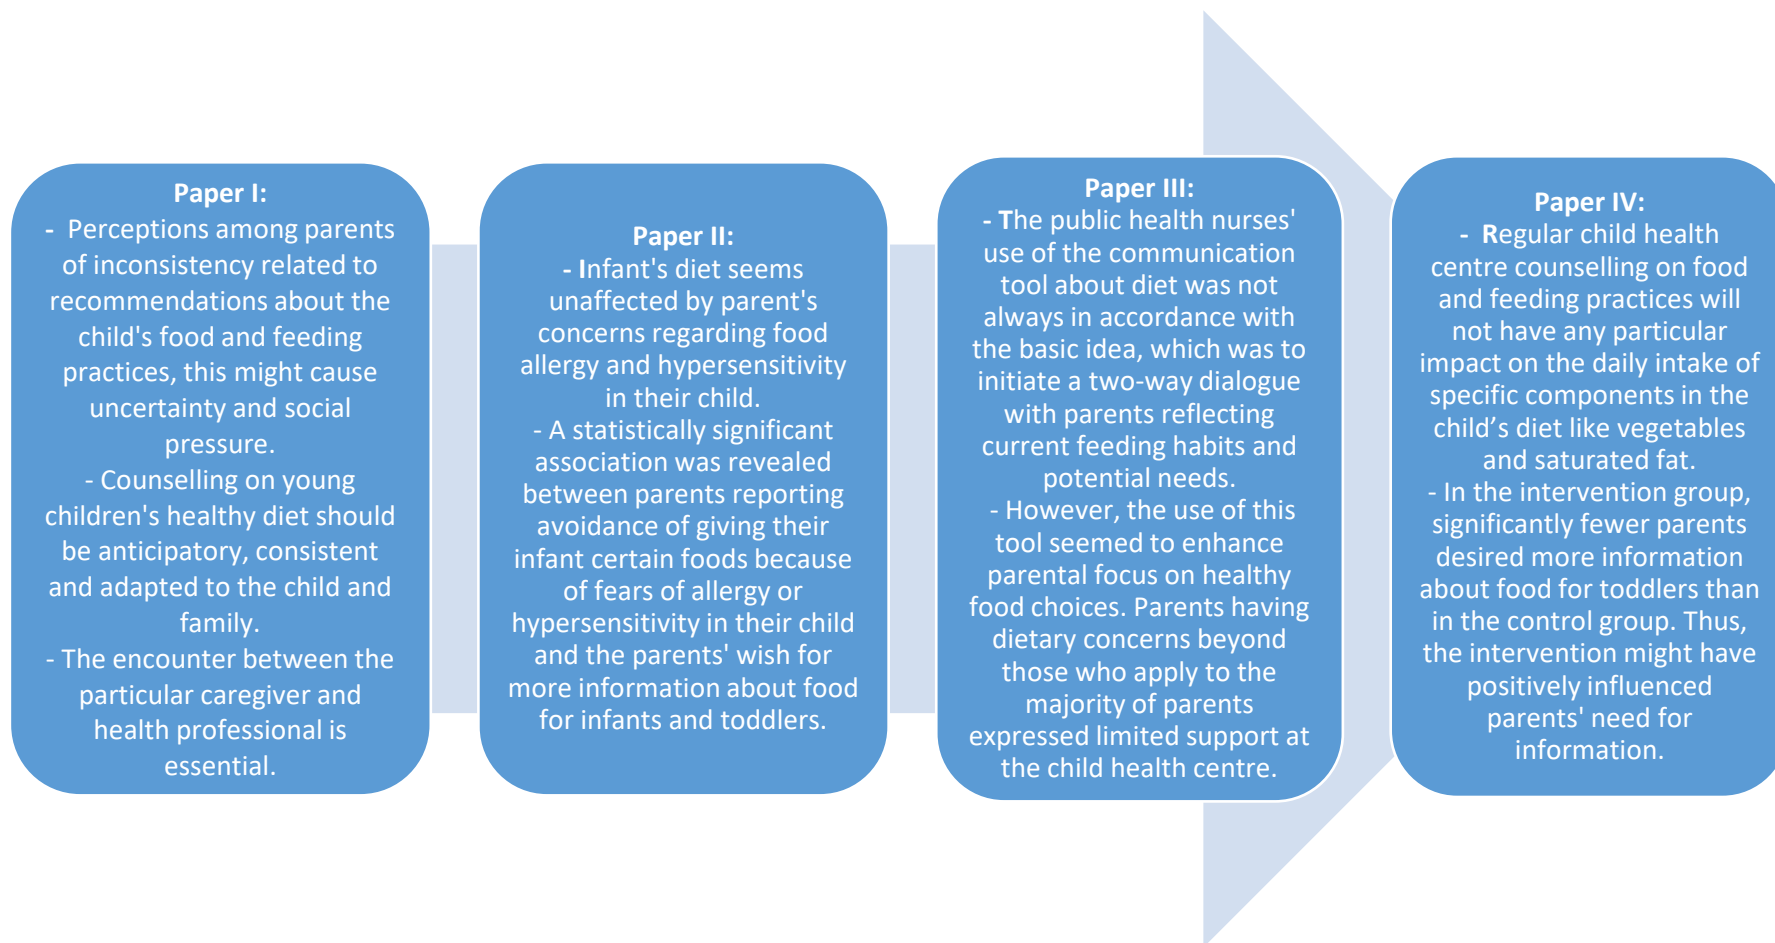 Paper I:
- Perceptions among parents
of inconsistency related to
recommendations about the
child's food and feeding
practices, this might cause
uncertainty and social
pressure.
- Counselling on young
children's healthy diet should
be anticipatory, consistent
and adapted to the child and
family.
- The encounter between the
particular caregiver and
health professional is
essential.
Paper II:
- Infant's diet seems
unaffected by parent's
concerns regarding food
allergy and hypersensitivity
in their child.
- A statistically significant
association was revealed
between parents reporting
avoidance of giving their
infant certain foods because
of fears of allergy or
hypersensitivity in their child
and the parents' wish for
more information about food
for infants and toddlers.
Paper III:
- The public health nurses'
use of the communication
tool about diet was not
always in accordance with
the basic idea, which was to
initiate a two-way dialogue
with parents reflecting
current feeding habits and
potential needs.
- However, the use of this
tool seemed to enhance
parental focus on healthy
food choices. Parents having
dietary concerns beyond
those who apply to the
majority of parents
expressed limited support at
the child health centre.
Paper IV:
- Regular child health
centre counselling on food
and feeding practices will
not have any particular
impact on the daily intake of
specific components in the
child’s diet like vegetables
and saturated fat.
- In the intervention group,
significantly fewer parents
desired more information
about food for toddlers than
in the control group. Thus,
the intervention might have
positively influenced
parents' need for
information.